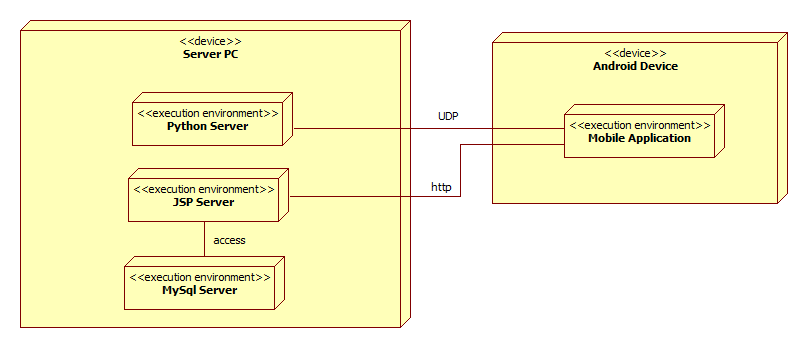 <<device>>
Server PC
<<execution environment>>
Python Server
<<execution environment>>
JSP Server
access
<<execution environment>>
MySql Server
UDP
http
<<device>>
Android Device
<<execution environment>>
Mobile Application